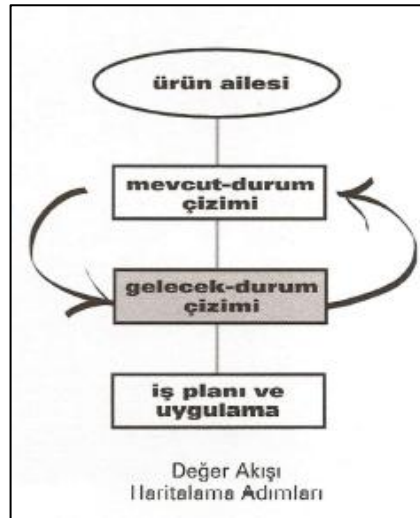 ürün ailesi
mevcut-durum
çizimi
gelecek-durum
çizimi
iş planı ve
uygulama
Değer Akışı
Haritalama Adımları